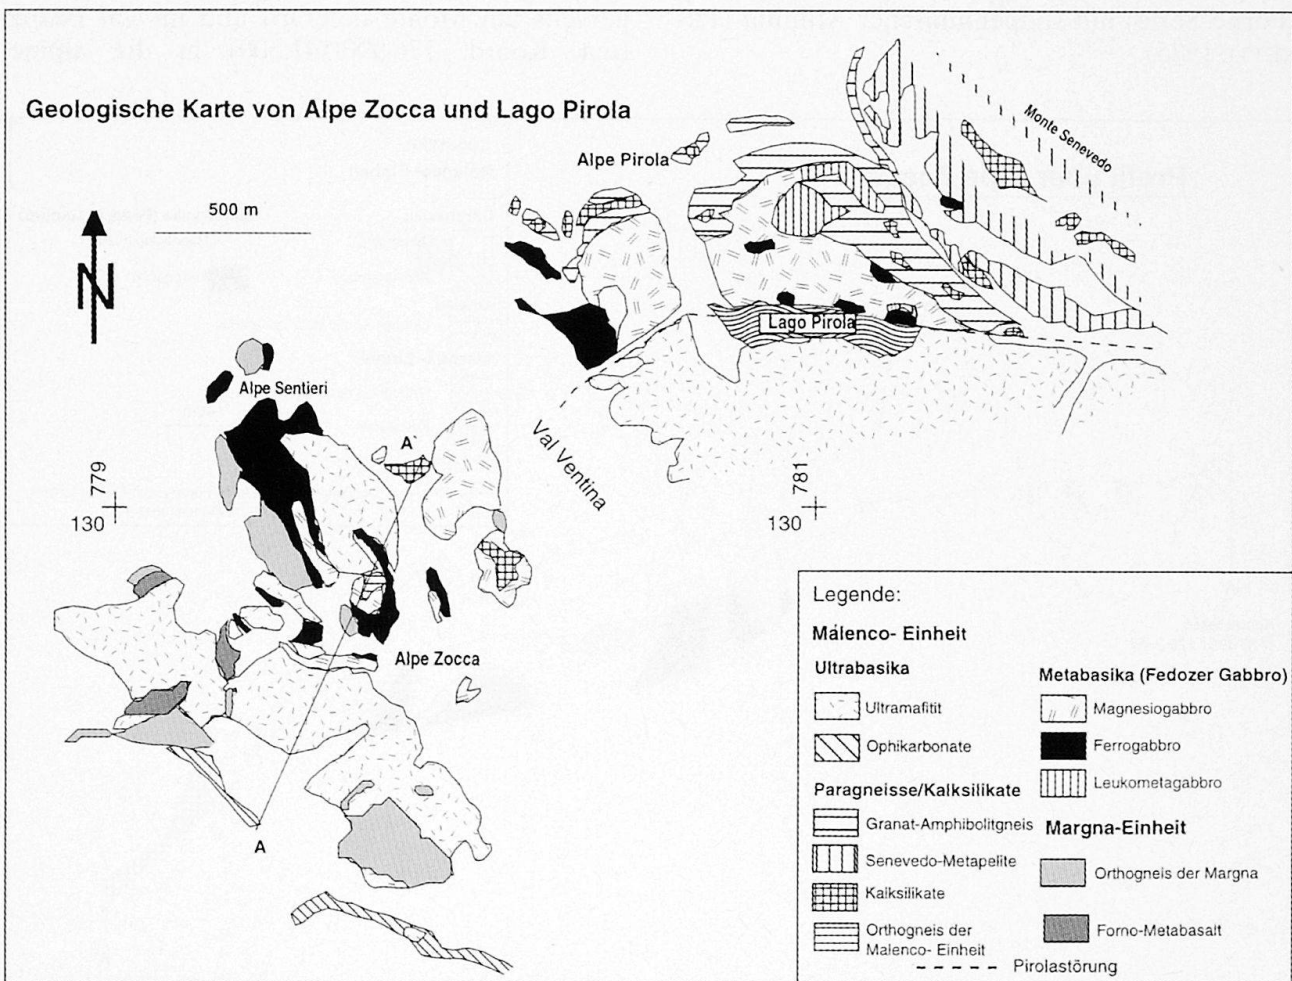 Geologische Karte von Alpe Zocca und Lago Pirola
Alpe Pirola
Monte Senevedo
500 m
N
Lago Pirola
Alpe Sentieri
A`
Val Ventina
779
130
781
130
Alpe Zocca
A
Legende:
Malenco- Einheit
Ultrabasika
Ultramafitit
Ophikarbonate
Paragneisse/Kalksilikate
Granat-Amphibolitgneis
Senevedo-Metapelite
Kalksilikate
Orthogneis der
Malenco- Einheit
Metabasika (Fedozer Gabbro)
Magnesiogabbro
Ferrogabbro
Leukometagabbro
Margna-Einheit
Orthogneis der Margna
Forno-Metabasalt
Pirolastörung